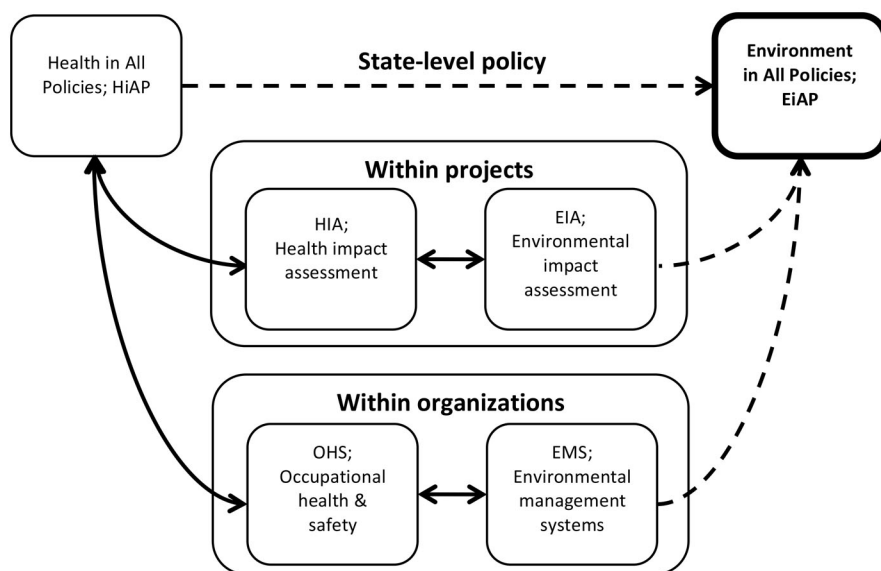 Health in All
Policies; HiAP
State-level policy
Environment
in All Policies;
EiAP
Within projects
HIA;
Health impact
assessment
EIA;
Environmental
impact
assessment
Within organizations
OHS;
Occupational
health &
safety
EMS;
Environmental
management
systems